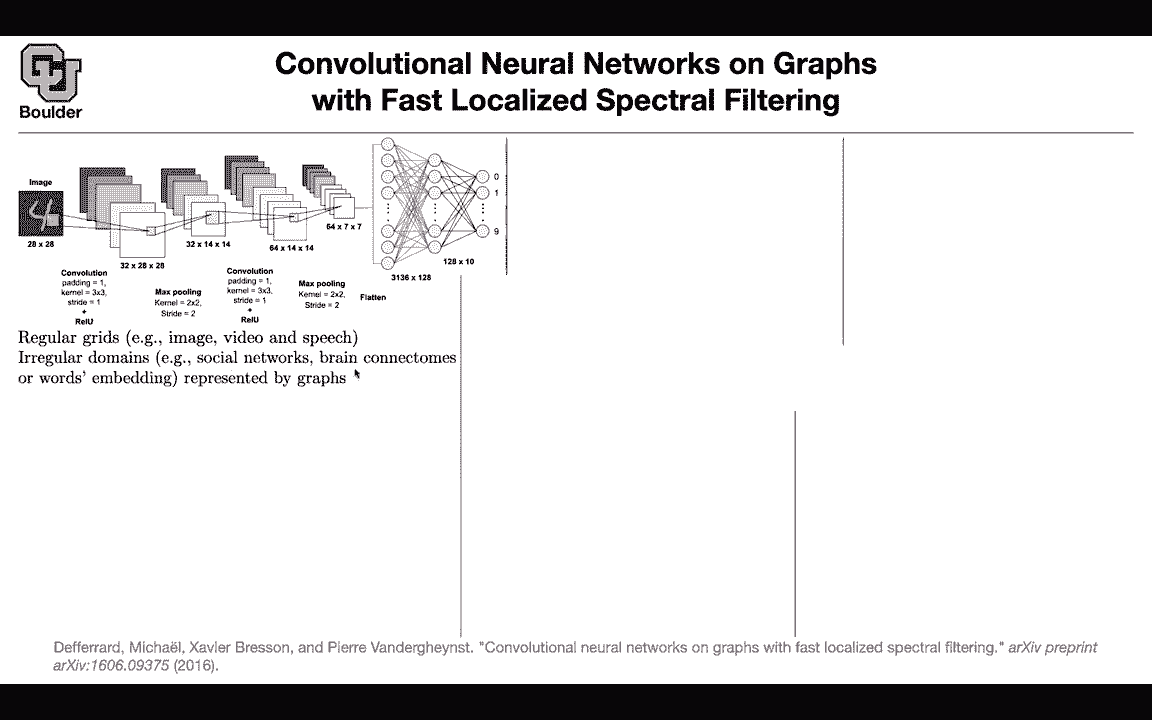 Boulder
Convolutional Neural Networks on Graphs
with Fast Localized Spectral Filtering
Image
28 x 28
32 x 28 x 28
32 x 14 x 14
64 x 14 x 14
64 x 7 x 7
0
1
9
128 x 10
3136 x 128
Convolution
padding = 1,
kernel = 3x3,
stride = 1
+
ReLU
Max pooling
Kernel = 2x2,
Stride = 2
Convolution
padding = 1,
kernel = 3x3,
stride = 1
+
ReLU
Max pooling
Kernel = 2x2,
Stride = 2
Flatten
Regular grids (e.g., image, video and speech)
Irregular domains (e.g., social networks, brain connectomes
or words' embedding) represented by graphs
Defferrard, Michaël, Xavier Bresson, and Pierre Vandergheynst. "Convolutional neural networks on graphs with fast localized spectral filtering." arXiv preprint
arXiv:1606.09375 (2016).